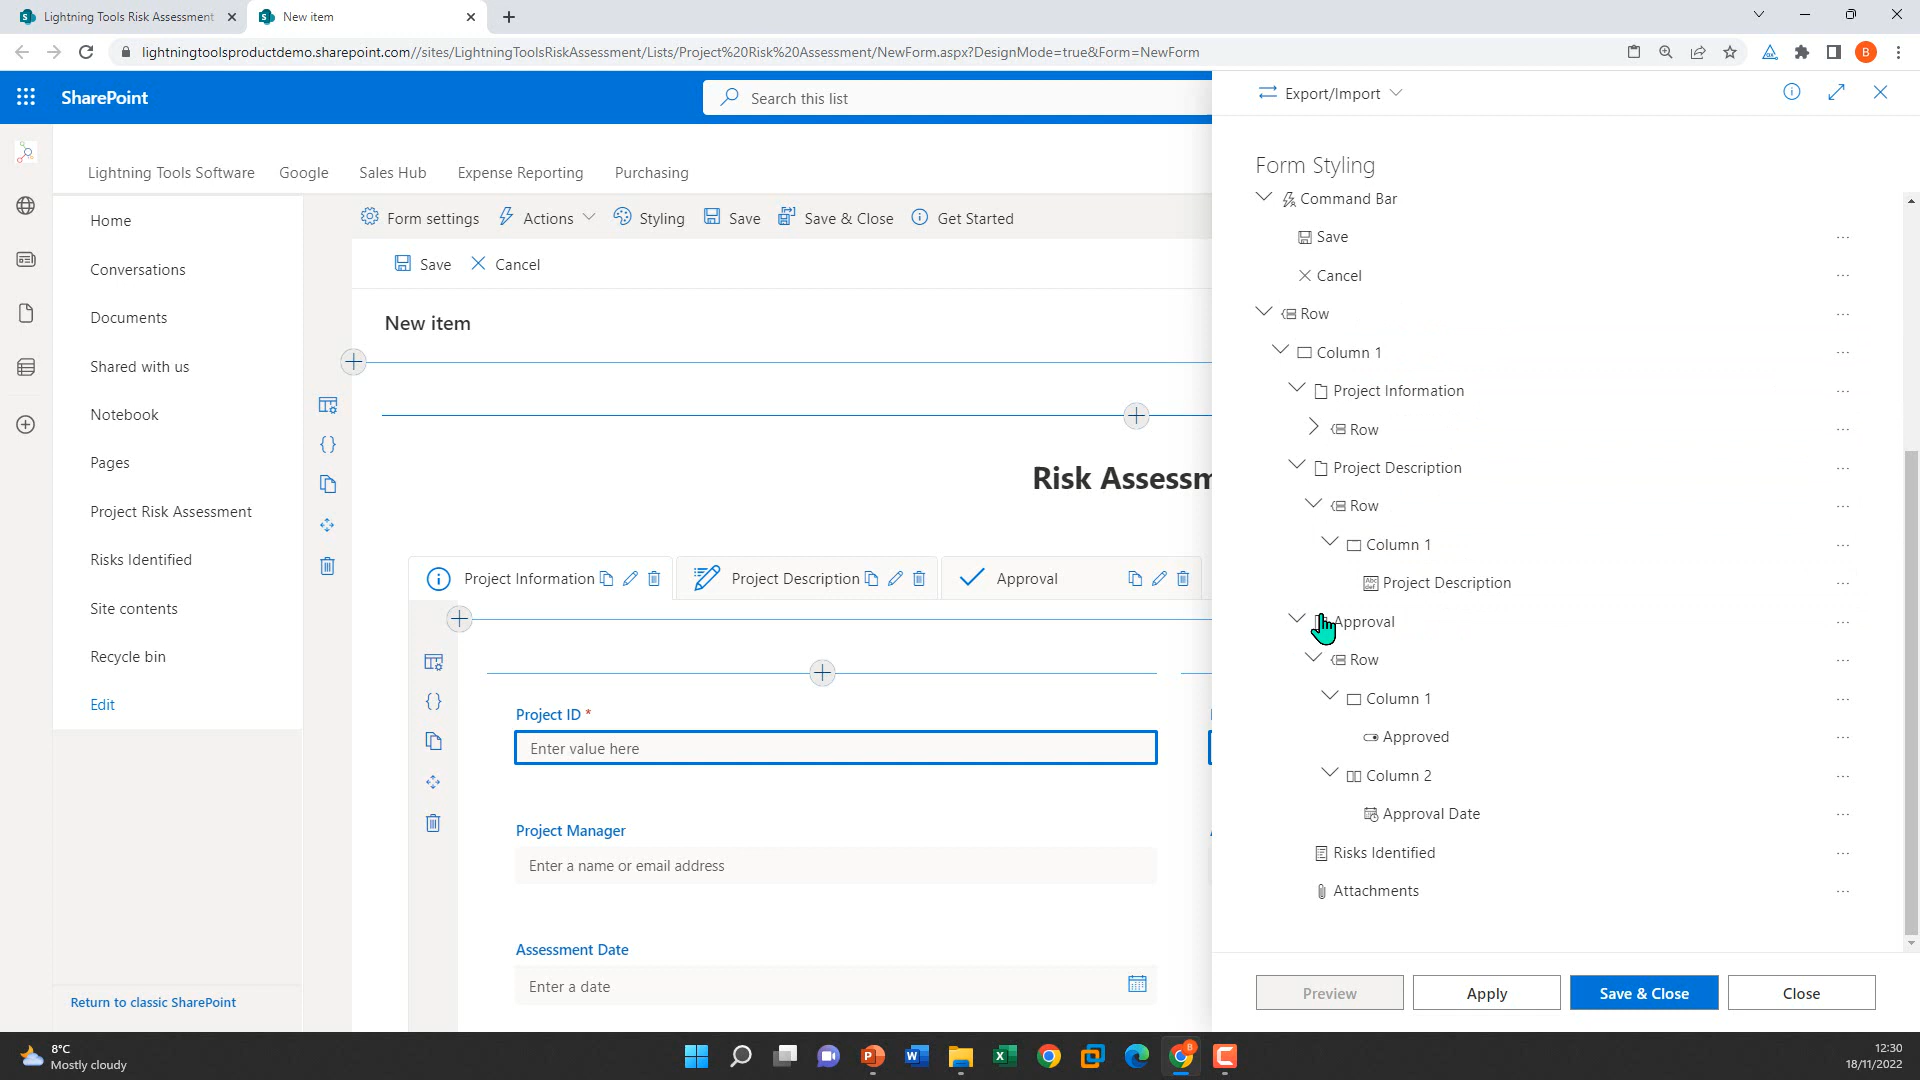 Lightning Tools Risk Assessment
New item
lightningtoolsproductdemo.sharepoint.com//sites/LightningToolsRiskAssessment/Lists/Project%20Risk%20Assessment/NewForm.aspx?DesignMode=true&Form=NewForm
B
SharePoint
Search this list
Export/Import
Lightning Tools Software
Google
Sales Hub
Expense Reporting
Purchasing
Home
Conversations
Documents
Shared with us
Notebook
Pages
Project Risk Assessment
Risks Identified
Site contents
Recycle bin
Edit
Return to classic SharePoint
Form settings
Actions
Styling
Save
Save & Close
Get Started
Save
Cancel
New item
Risk Assessm
Project Information
Project Description
Approval
Project ID *
Enter value here
Project Manager
Enter a name or email address
Assessment Date
Enter a date
Form Styling
Command Bar
Save
Cancel
Row
Column 1
Project Information
Row
Project Description
Row
Column 1
Project Description
Approval
Row
Column 1
Approved
Column 2
Approval Date
Risks Identified
Attachments
Preview
Apply
Save & Close
Close
8°C
Mostly cloudy
12:30
18/11/2022